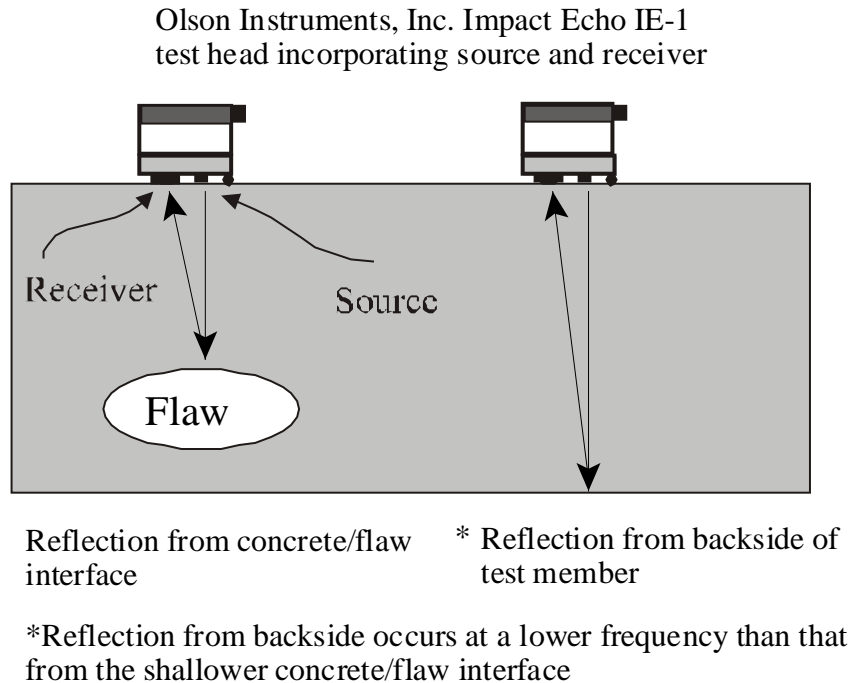 Olson Instruments, Inc. Impact Echo IE-1
test head incorporating source and receiver
Receiver
Source
Flaw
Reflection from concrete/flaw
interface
* Reflection from backside of
test member
*Reflection from backside occurs at a lower frequency than that
from the shallower concrete/flaw interface